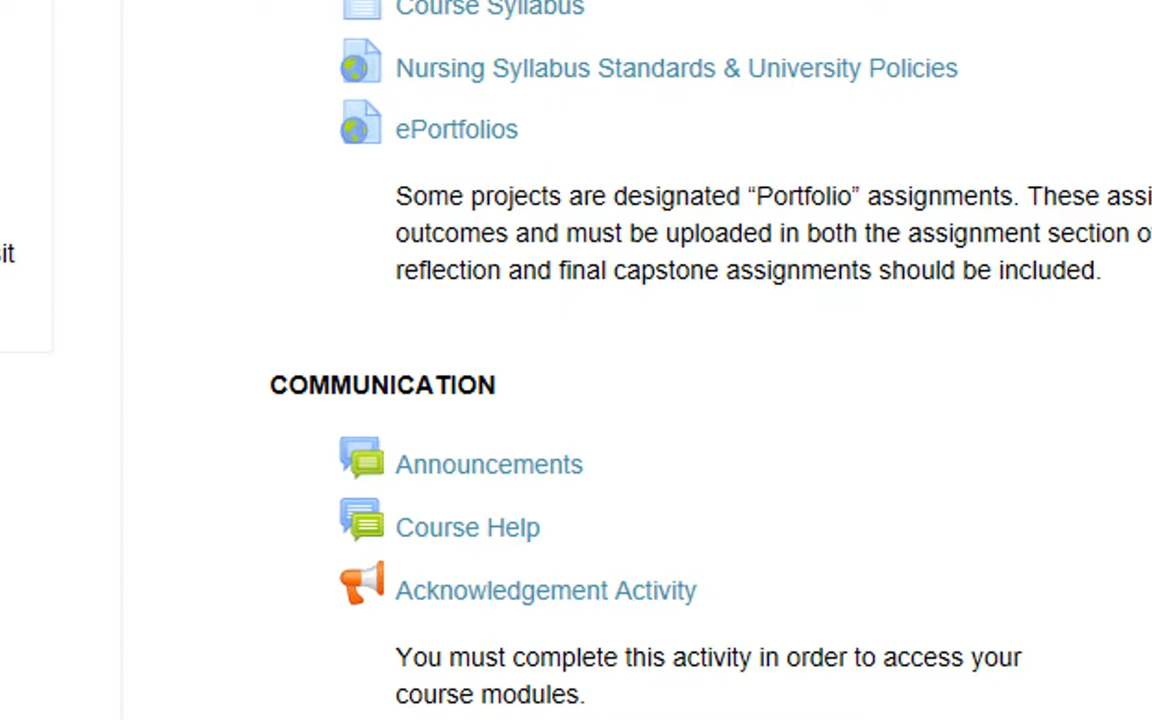 Course Syllabus
Nursing Syllabus Standards & University Policies
ePortfolios
Some projects are designated “Portfolio” assignments. These
outcomes and must be uploaded in both the assignment section
reflection and final capstone assignments should be included.
COMMUNICATION
Announcements
Course Help
Acknowledgement Activity
You must complete this activity in order to access your
course modules.